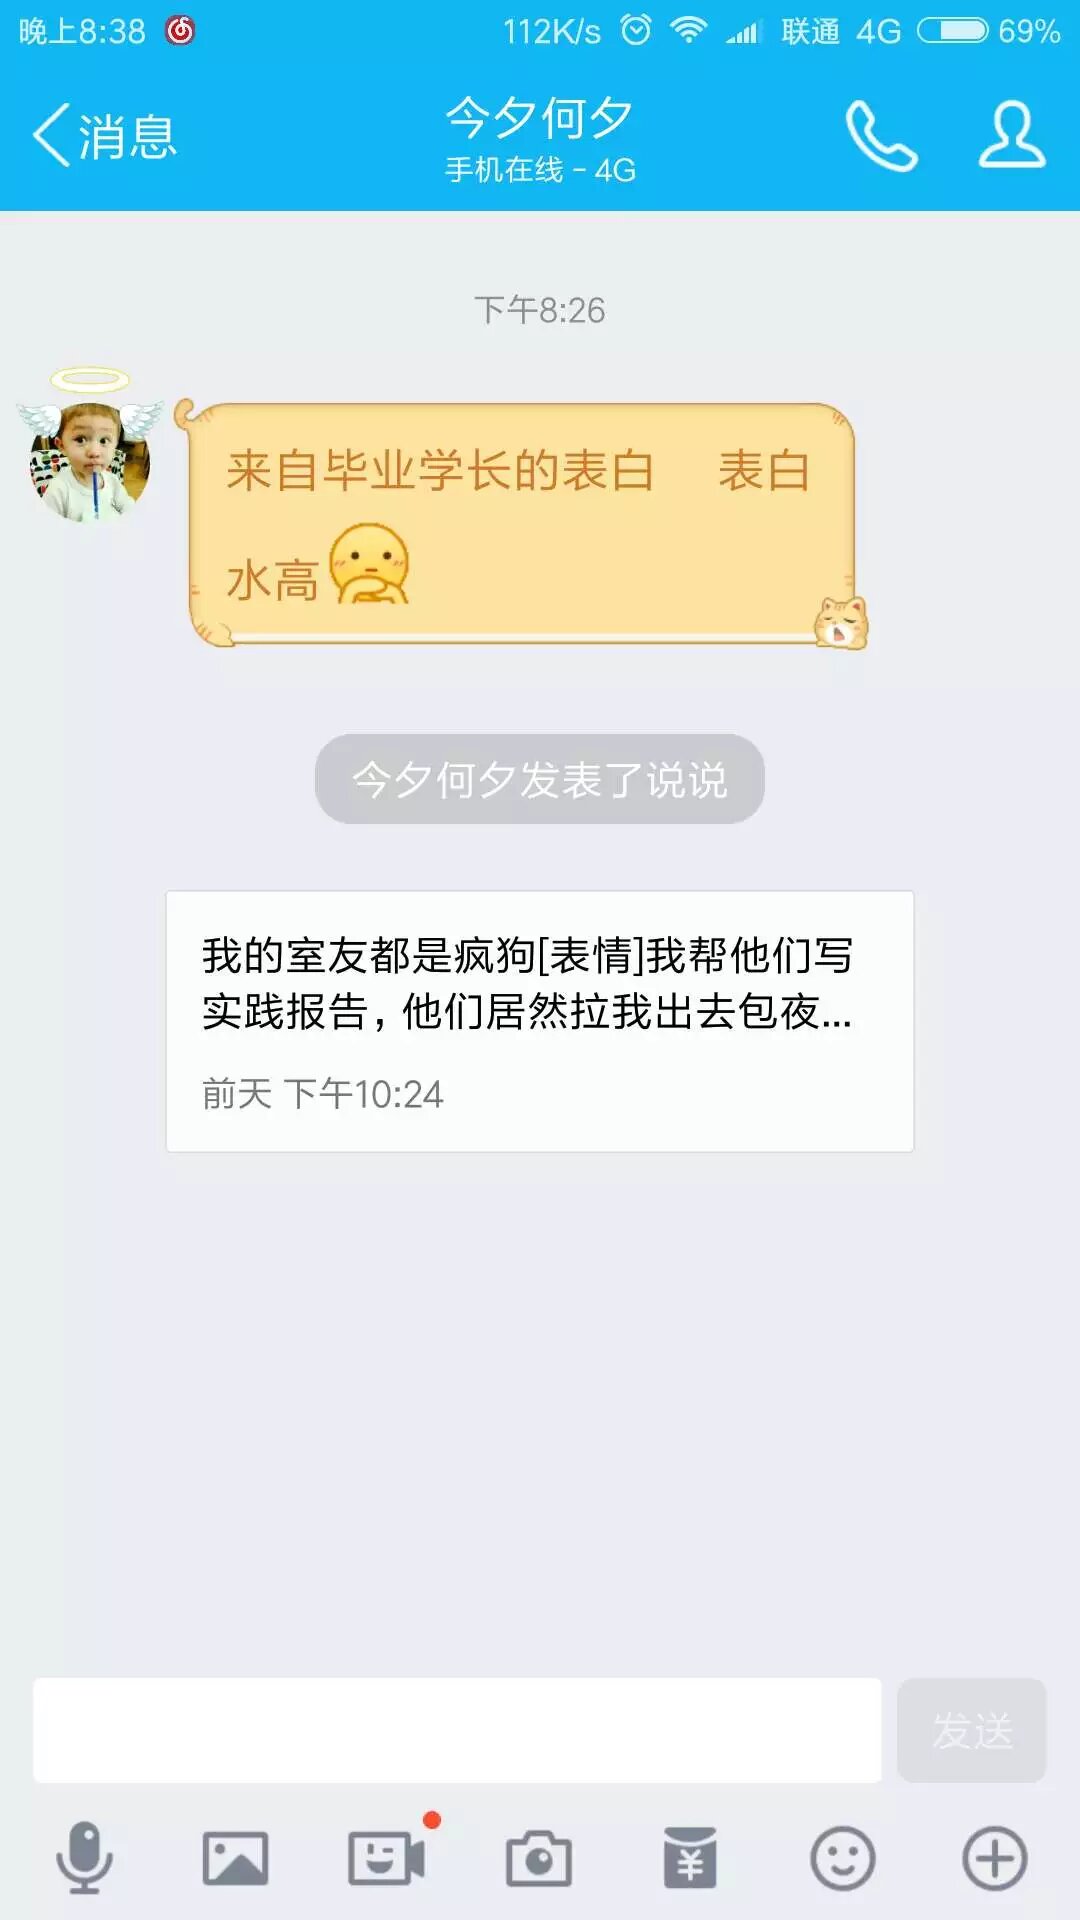 晚上8:38 112K/s 联通 4G 69%
消息
今夕何夕
手机在线 - 4G
下午8:26
来自毕业学长的表白 表白
水高
今夕何夕发表了说说
我的室友都是疯狗[表情]我帮他们写
实践报告，他们居然拉我出去包夜...
前天 下午10:24
发送